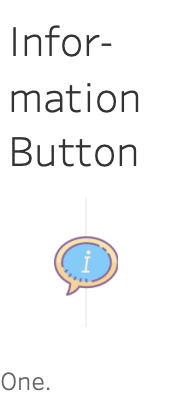 Infor-
mation
Button
i
One.